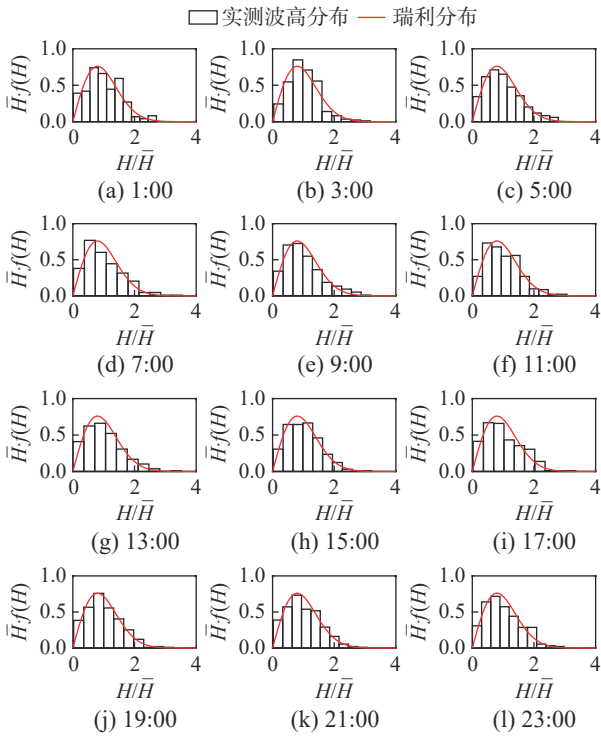 实测波高分布 瑞利分布
H̅·f(H) 1.0 0.5 0.0 0 2 4 H/H̅
(a) 1:00
H̅·f(H) 1.0 0.5 0.0 0 2 4 H/H̅
(b) 3:00
H̅·f(H) 1.0 0.5 0.0 0 2 4 H/H̅
(c) 5:00
H̅·f(H) 1.0 0.5 0.0 0 2 4 H/H̅
(d) 7:00
H̅·f(H) 1.0 0.5 0.0 0 2 4 H/H̅
(e) 9:00
H̅·f(H) 1.0 0.5 0.0 0 2 4 H/H̅
(f) 11:00
H̅·f(H) 1.0 0.5 0.0 0 2 4 H/H̅
(g) 13:00
H̅·f(H) 1.0 0.5 0.0 0 2 4 H/H̅
(h) 15:00
H̅·f(H) 1.0 0.5 0.0 0 2 4 H/H̅
(i) 17:00
H̅·f(H) 1.0 0.5 0.0 0 2 4 H/H̅
(j) 19:00
H̅·f(H) 1.0 0.5 0.0 0 2 4 H/H̅
(k) 21:00
H̅·f(H) 1.0 0.5 0.0 0 2 4 H/H̅
(l) 23:00